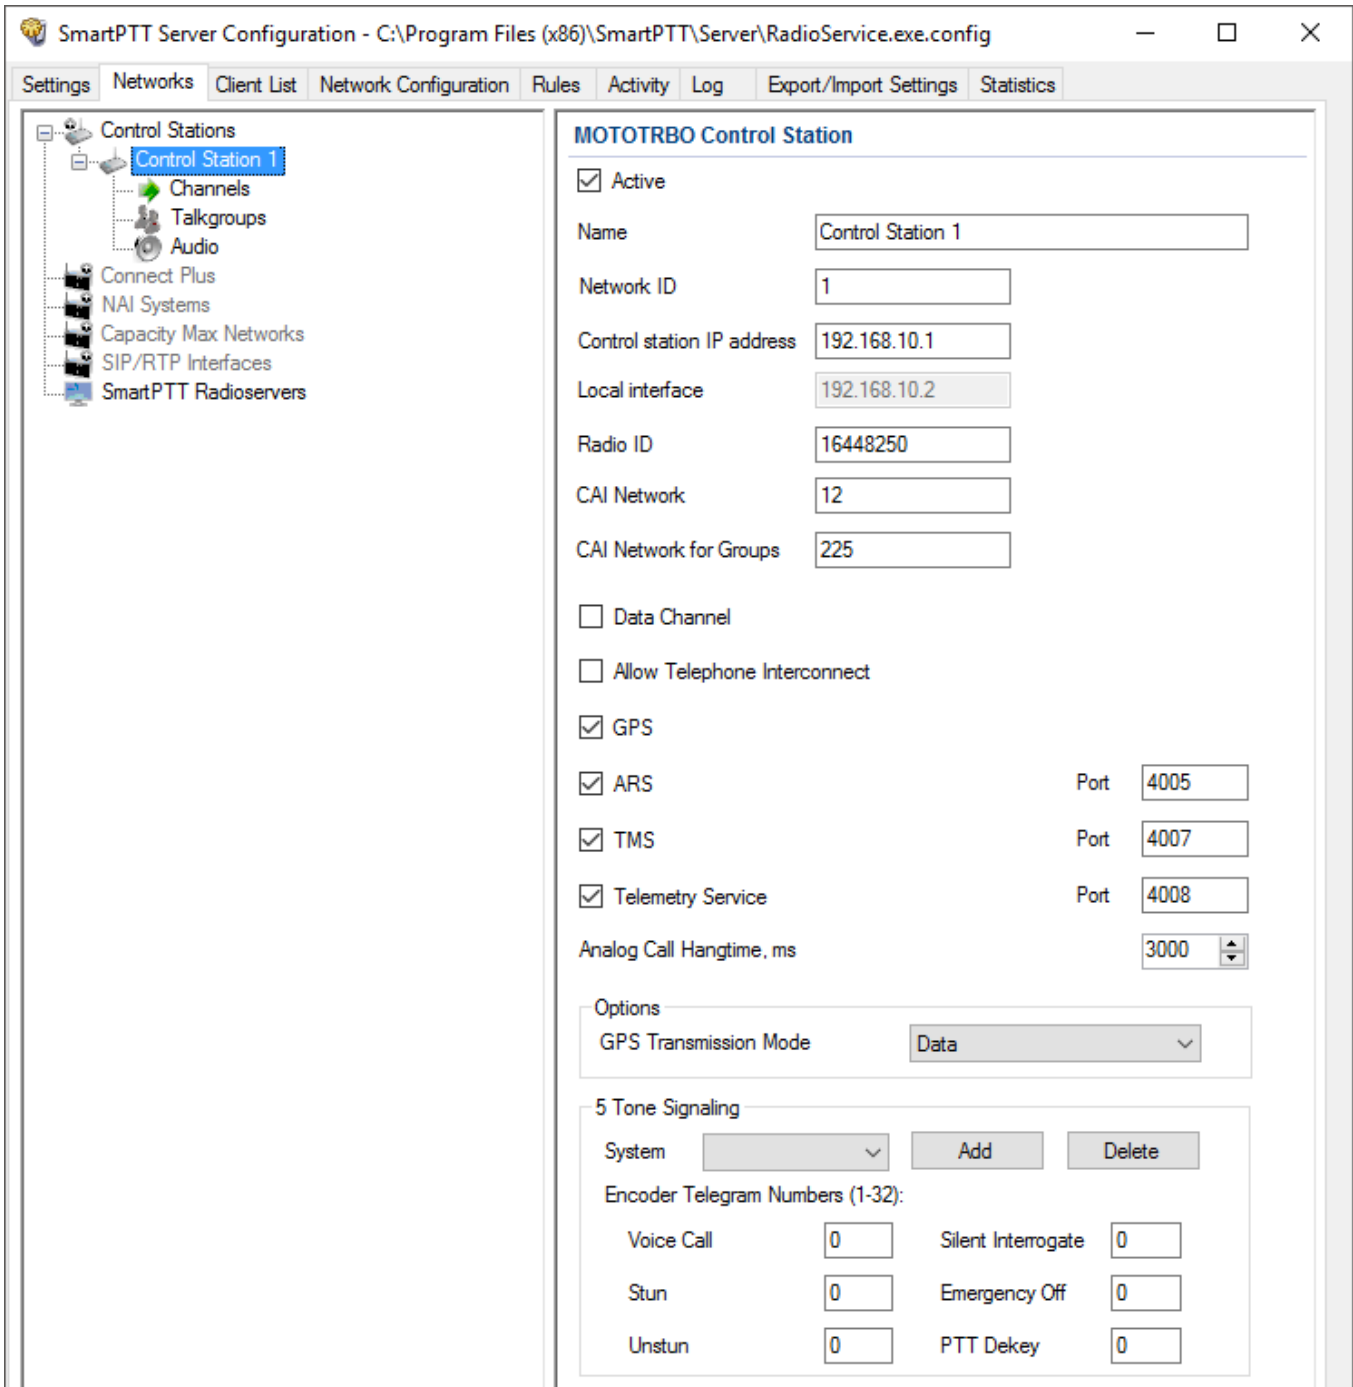 SmartPTT Server Configuration - C:\Program Files (x86)\SmartPTT\Server\RadioService.exe.config
Settings Networks Client List Network Configuration Rules Activity Log Export/Import Settings Statistics
Control Stations
Control Station 1
Channels
Talkgroups
Audio
Connect Plus
NAI Systems
Capacity Max Networks
SIP/RTP Interfaces
SmartPTT Radioservers
MOTOTRBO Control Station
Active
Name Control Station 1
Network ID 1
Control station IP address 192.168.10.1
Local interface 192.168.10.2
Radio ID 16448250
CAI Network 12
CAI Network for Groups 225
Data Channel
Allow Telephone Interconnect
GPS
ARS Port 4005
TMS Port 4007
Telemetry Service Port 4008
Analog Call Hangtime, ms 3000
Options
GPS Transmission Mode Data
5 Tone Signaling
System Add Delete
Encoder Telegram Numbers (1-32):
Voice Call 0 Silent Interrogate 0
Stun 0 Emergency Off 0
Unstun 0 PTT Dekey 0